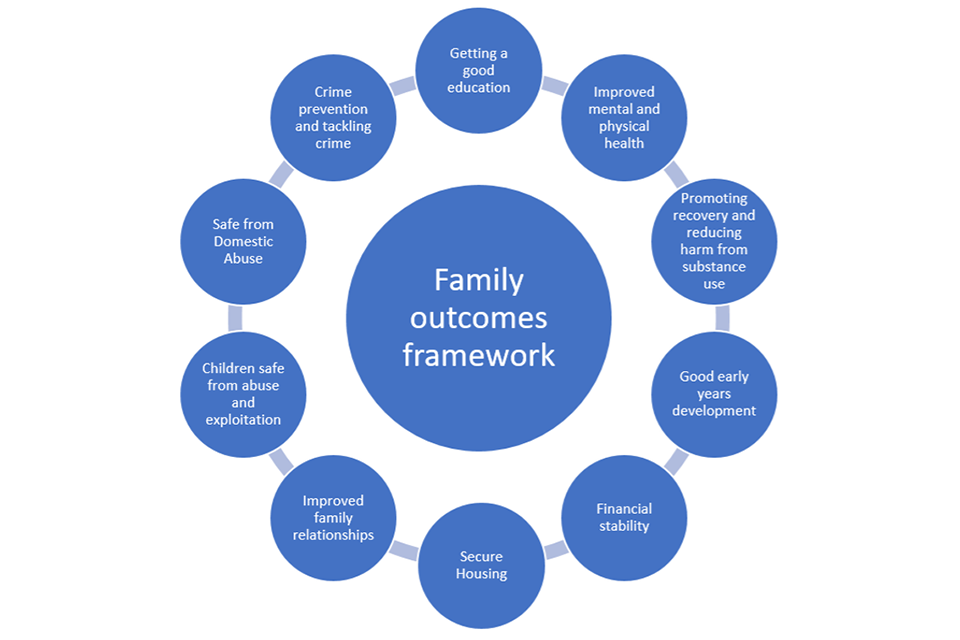 Getting a
good
education
Improved
mental and
physical
health
Promoting
recovery and
reducing
harm from
substance
use
Good early
years
development
Financial
stability
Secure
Housing
Improved
family
relationships
Children safe
from abuse
and
exploitation
Safe from
Domestic
Abuse
Crime
prevention
and tackling
crime
Family
outcomes
framework